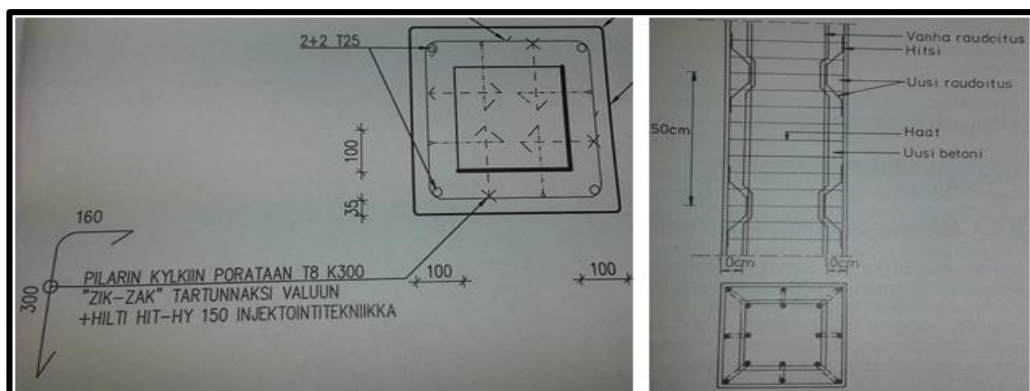 2+2 T25
100
35
160
300
PILARIN KYLKIIN PORATAAN T8 K300
"ZIK-ZAK" TARTUNNAKSI VALUUN
+HILTI HIT-HY 150 INJEKTOINTITEKNIIKKA
100
100
Vanha raudoitus
Hitsi
Uusi raudoitus
50cm
Haat
Uusi betoni
10cm
10cm